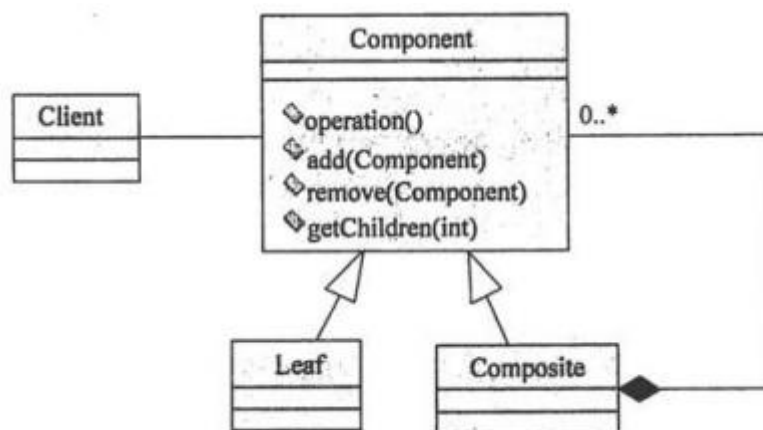 Component
Client
operation()
0..*
add(Component)
remove(Component)
getChildren(int)
Leaf
Composite